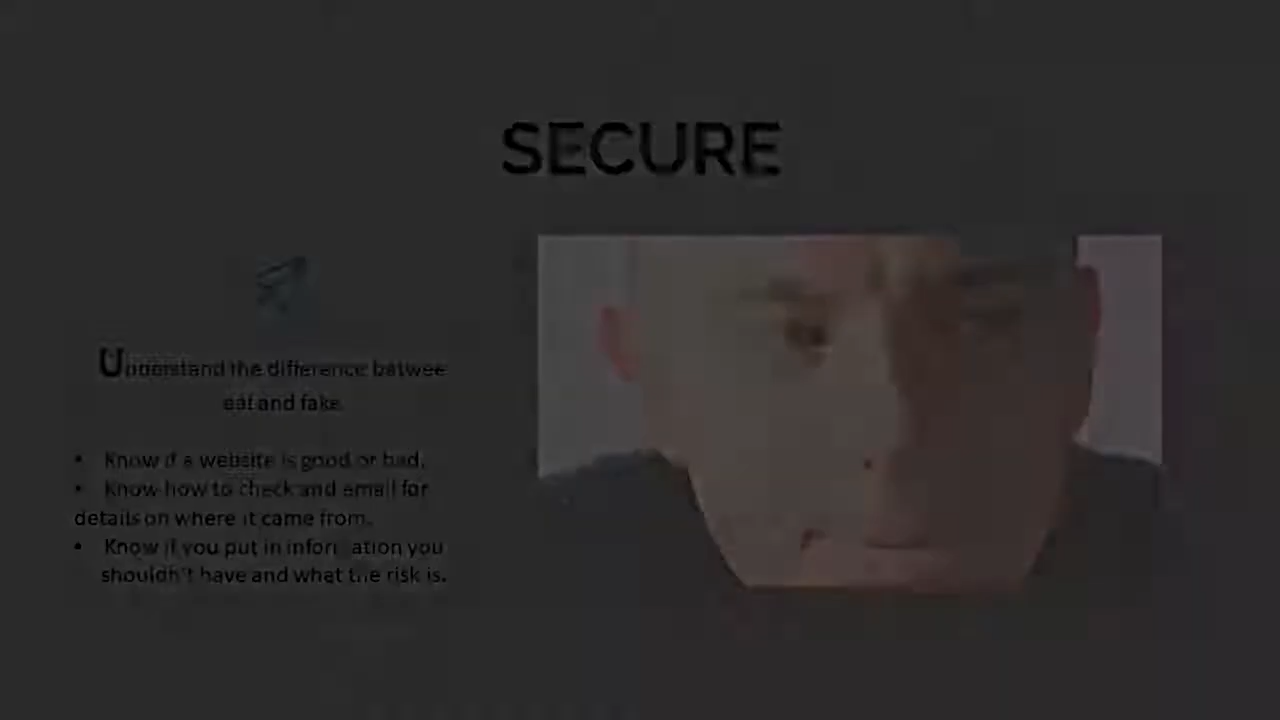 SECURE
Understand the difference betwee
eal and fake
• Know if a website is good or bad.
• Know how to check and email for
details on where it came from.
• Know if you put in information you
shouldn't have and what the risk is.